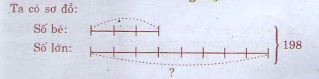 Ta có sơ đồ:
Số bé:
Số lớn:
198
?